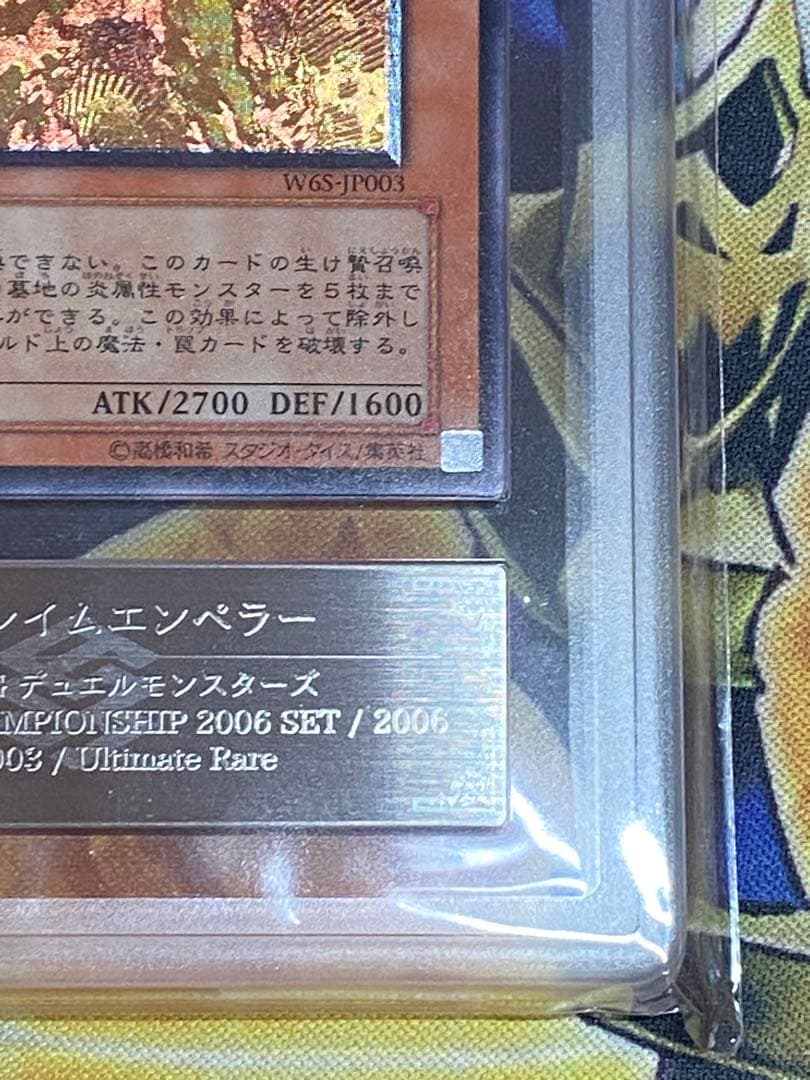 W6S-JP003
できない。このカードの生け贄召喚
墓地の炎属性モンスターを5枚まで
ができる。この効果によって除外し
ルド上の魔法・罠カードを破壊する。
ATK/2700 DEF/1600
©高橋和希 スタジオ・ダイス/集英社
レイムエンペラー
デュエルモンスターズ
MPIONSHIP 2006 SET / 2006
003 / Ultimate Rare